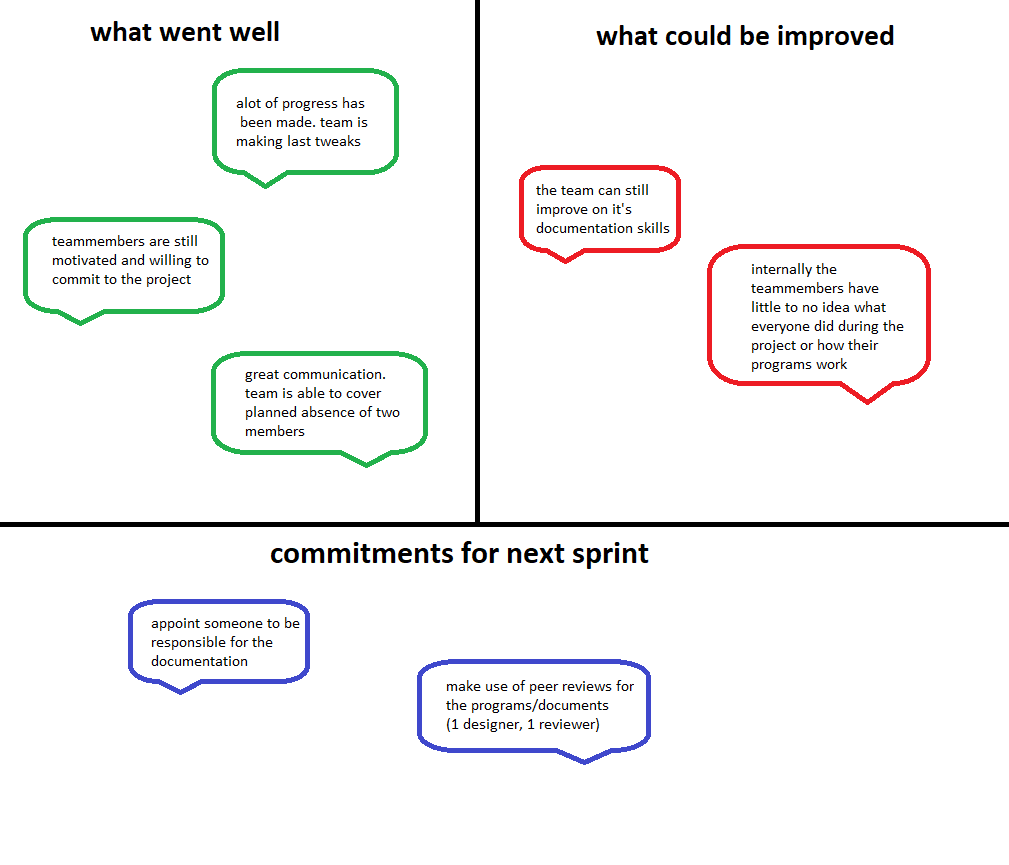 what went well
alot of progress has
been made. team is
making last tweaks
teammembers are still
motivated and willing to
commit to the project
great communication.
team is able to cover
planned absence of two
members
what could be improved
the team can still
improve on it's
documentation skills
internally the
teammembers have
little to no idea what
everyone did during the
project or how their
programs work
commitments for next sprint
appoint someone to be
responsible for the
documentation
make use of peer reviews for
the programs/documents
(1 designer, 1 reviewer)